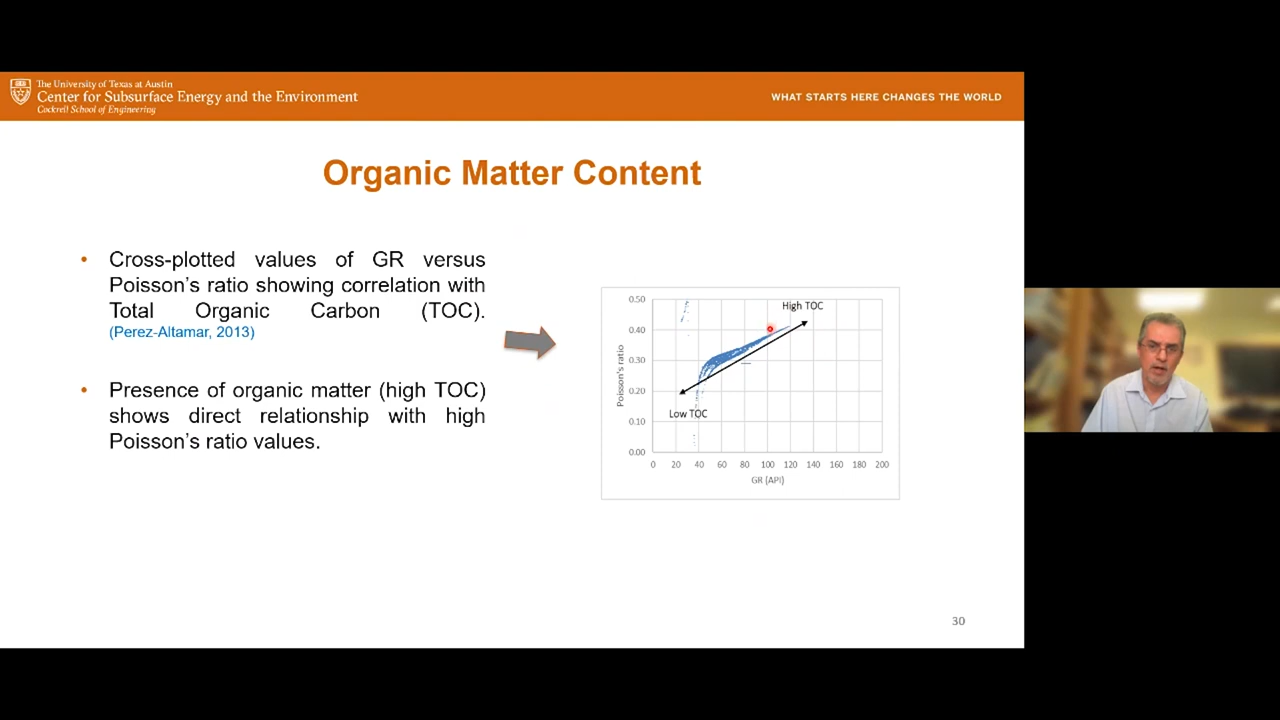 The University of Texas at Austin
Center for Subsurface Energy and the Environment
Cockrell School of Engineering
WHAT STARTS HERE CHANGES THE WORLD
Organic Matter Content
• Cross-plotted values of GR versus
Poisson's ratio showing correlation with
Total Organic Carbon (TOC).
(Perez-Altamar, 2013)
• Presence of organic matter (high TOC)
shows direct relationship with high
Poisson's ratio values.
High TOC
Low TOC
Poisson's ratio
0.50
0.40
0.30
0.20
0.10
0.00
0 20 40 60 80 100 120 140 160 180 200
GR (API)
30